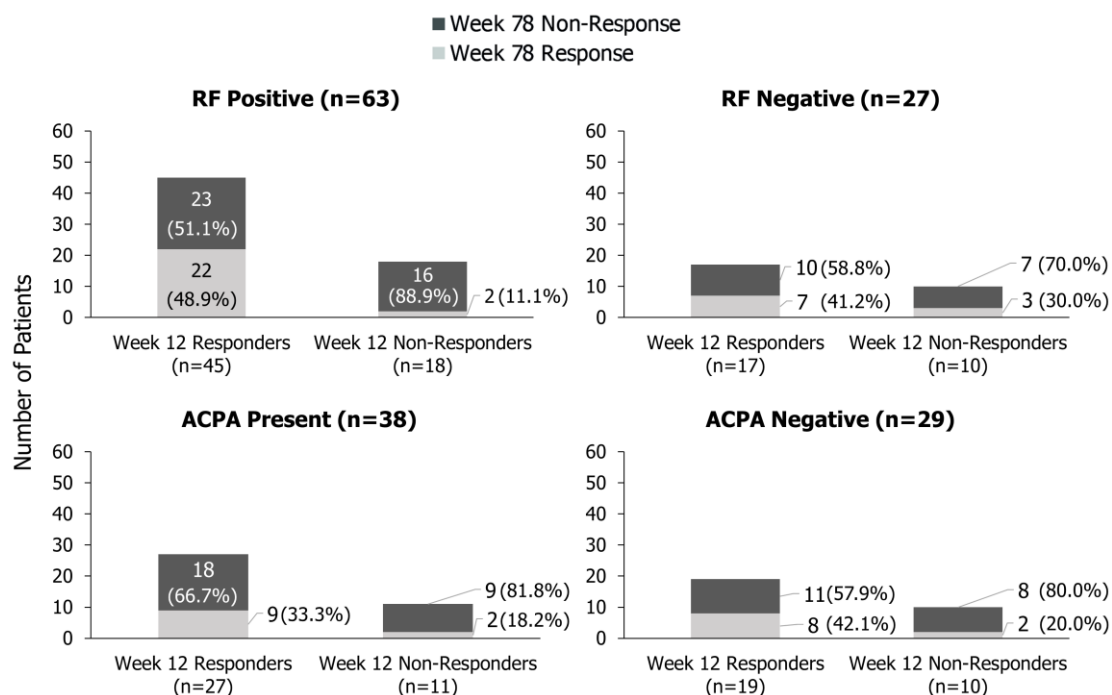 Week 78 Non-Response
Week 78 Response
Number of Patients
RF Positive (n=63)
60
50
40
30
20
10
0
23
(51.1%)
22
(48.9%)
16
(88.9%)
2 (11.1%)
Week 12 Responders
(n=45)
Week 12 Non-Responders
(n=18)
RF Negative (n=27)
60
50
40
30
20
10
0
10 (58.8%)
7 (41.2%)
7 (70.0%)
3 (30.0%)
Week 12 Responders
(n=17)
Week 12 Non-Responders
(n=10)
ACPA Present (n=38)
60
50
40
30
20
10
0
18
(66.7%)
9 (33.3%)
9 (81.8%)
2 (18.2%)
Week 12 Responders
(n=27)
Week 12 Non-Responders
(n=11)
ACPA Negative (n=29)
60
50
40
30
20
10
0
11 (57.9%)
8 (42.1%)
8 (80.0%)
2 (20.0%)
Week 12 Responders
(n=19)
Week 12 Non-Responders
(n=10)